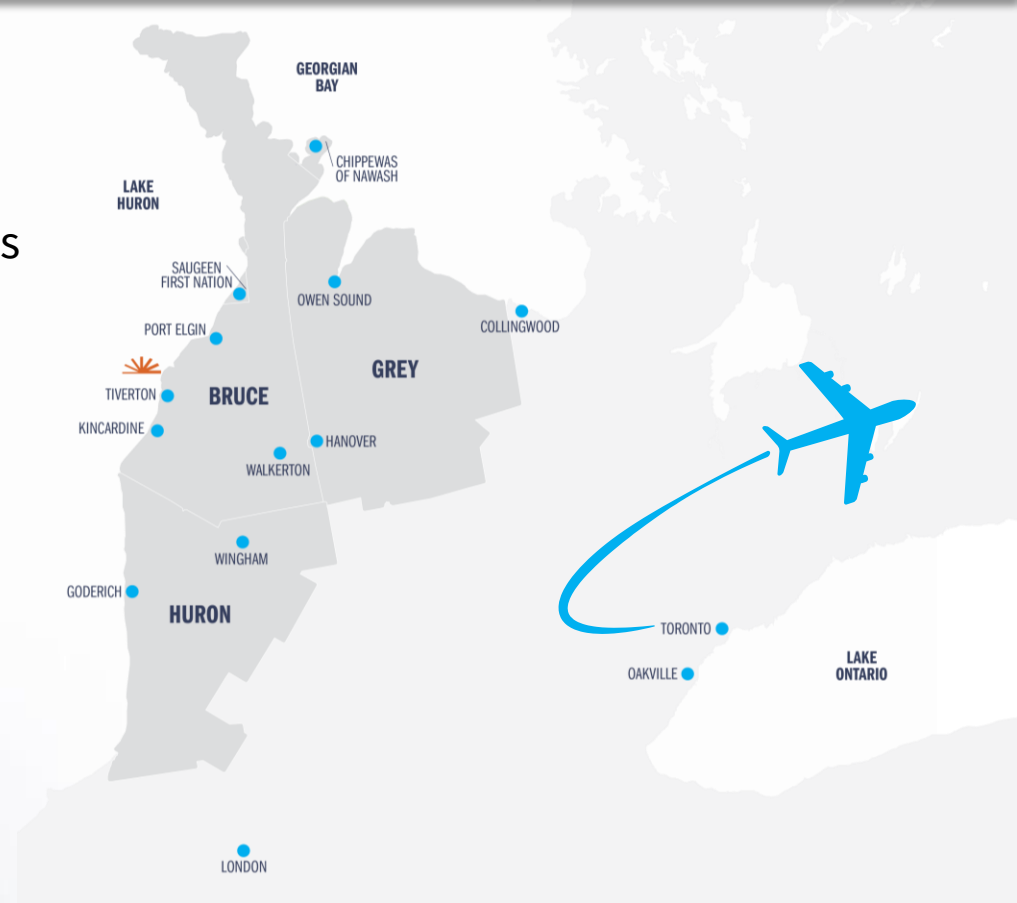 GEORGIAN
BAY
CHIPPEWAS
OF NAWASH
LAKE
HURON
s
SAUGEEN
FIRST NATION
OWEN SOUND
COLLINGWOOD
PORT ELGIN
GREY
TIVERTON
BRUCE
KINCARDINE
HANOVER
WALKERTON
WINGHAM
GODERICH
HURON
TORONTO
OAKVILLE
LAKE
ONTARIO
LONDON